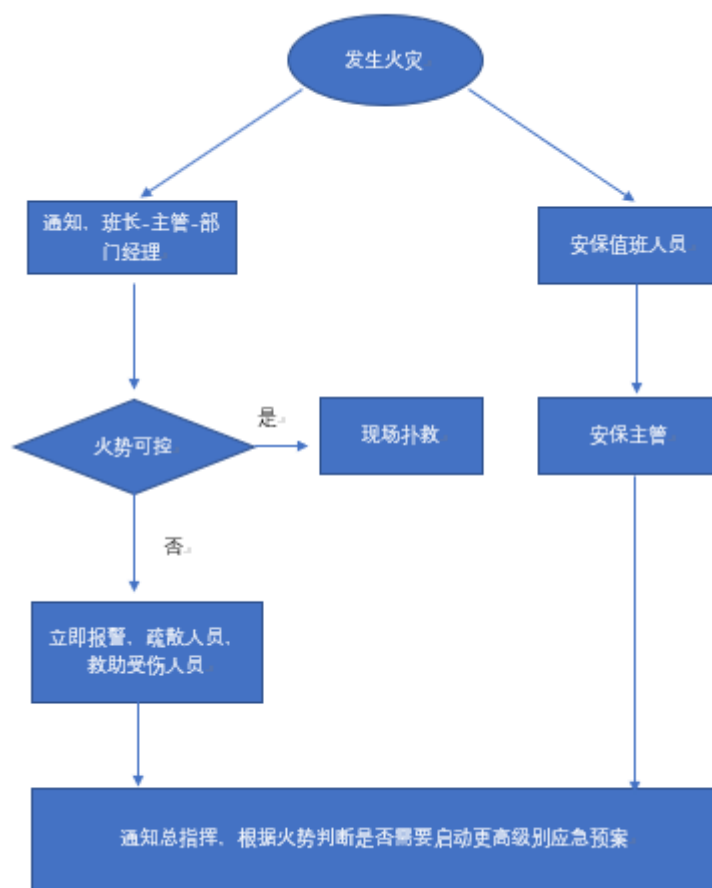 发生火灾
通知、班长-主管-部
门经理
安保值班人员
火势可控
是
现场扑救
安保主管
否
立即报警、疏散人员、
救助受伤人员
通知总指挥、根据火势判断是否需要启动更高级别应急预案